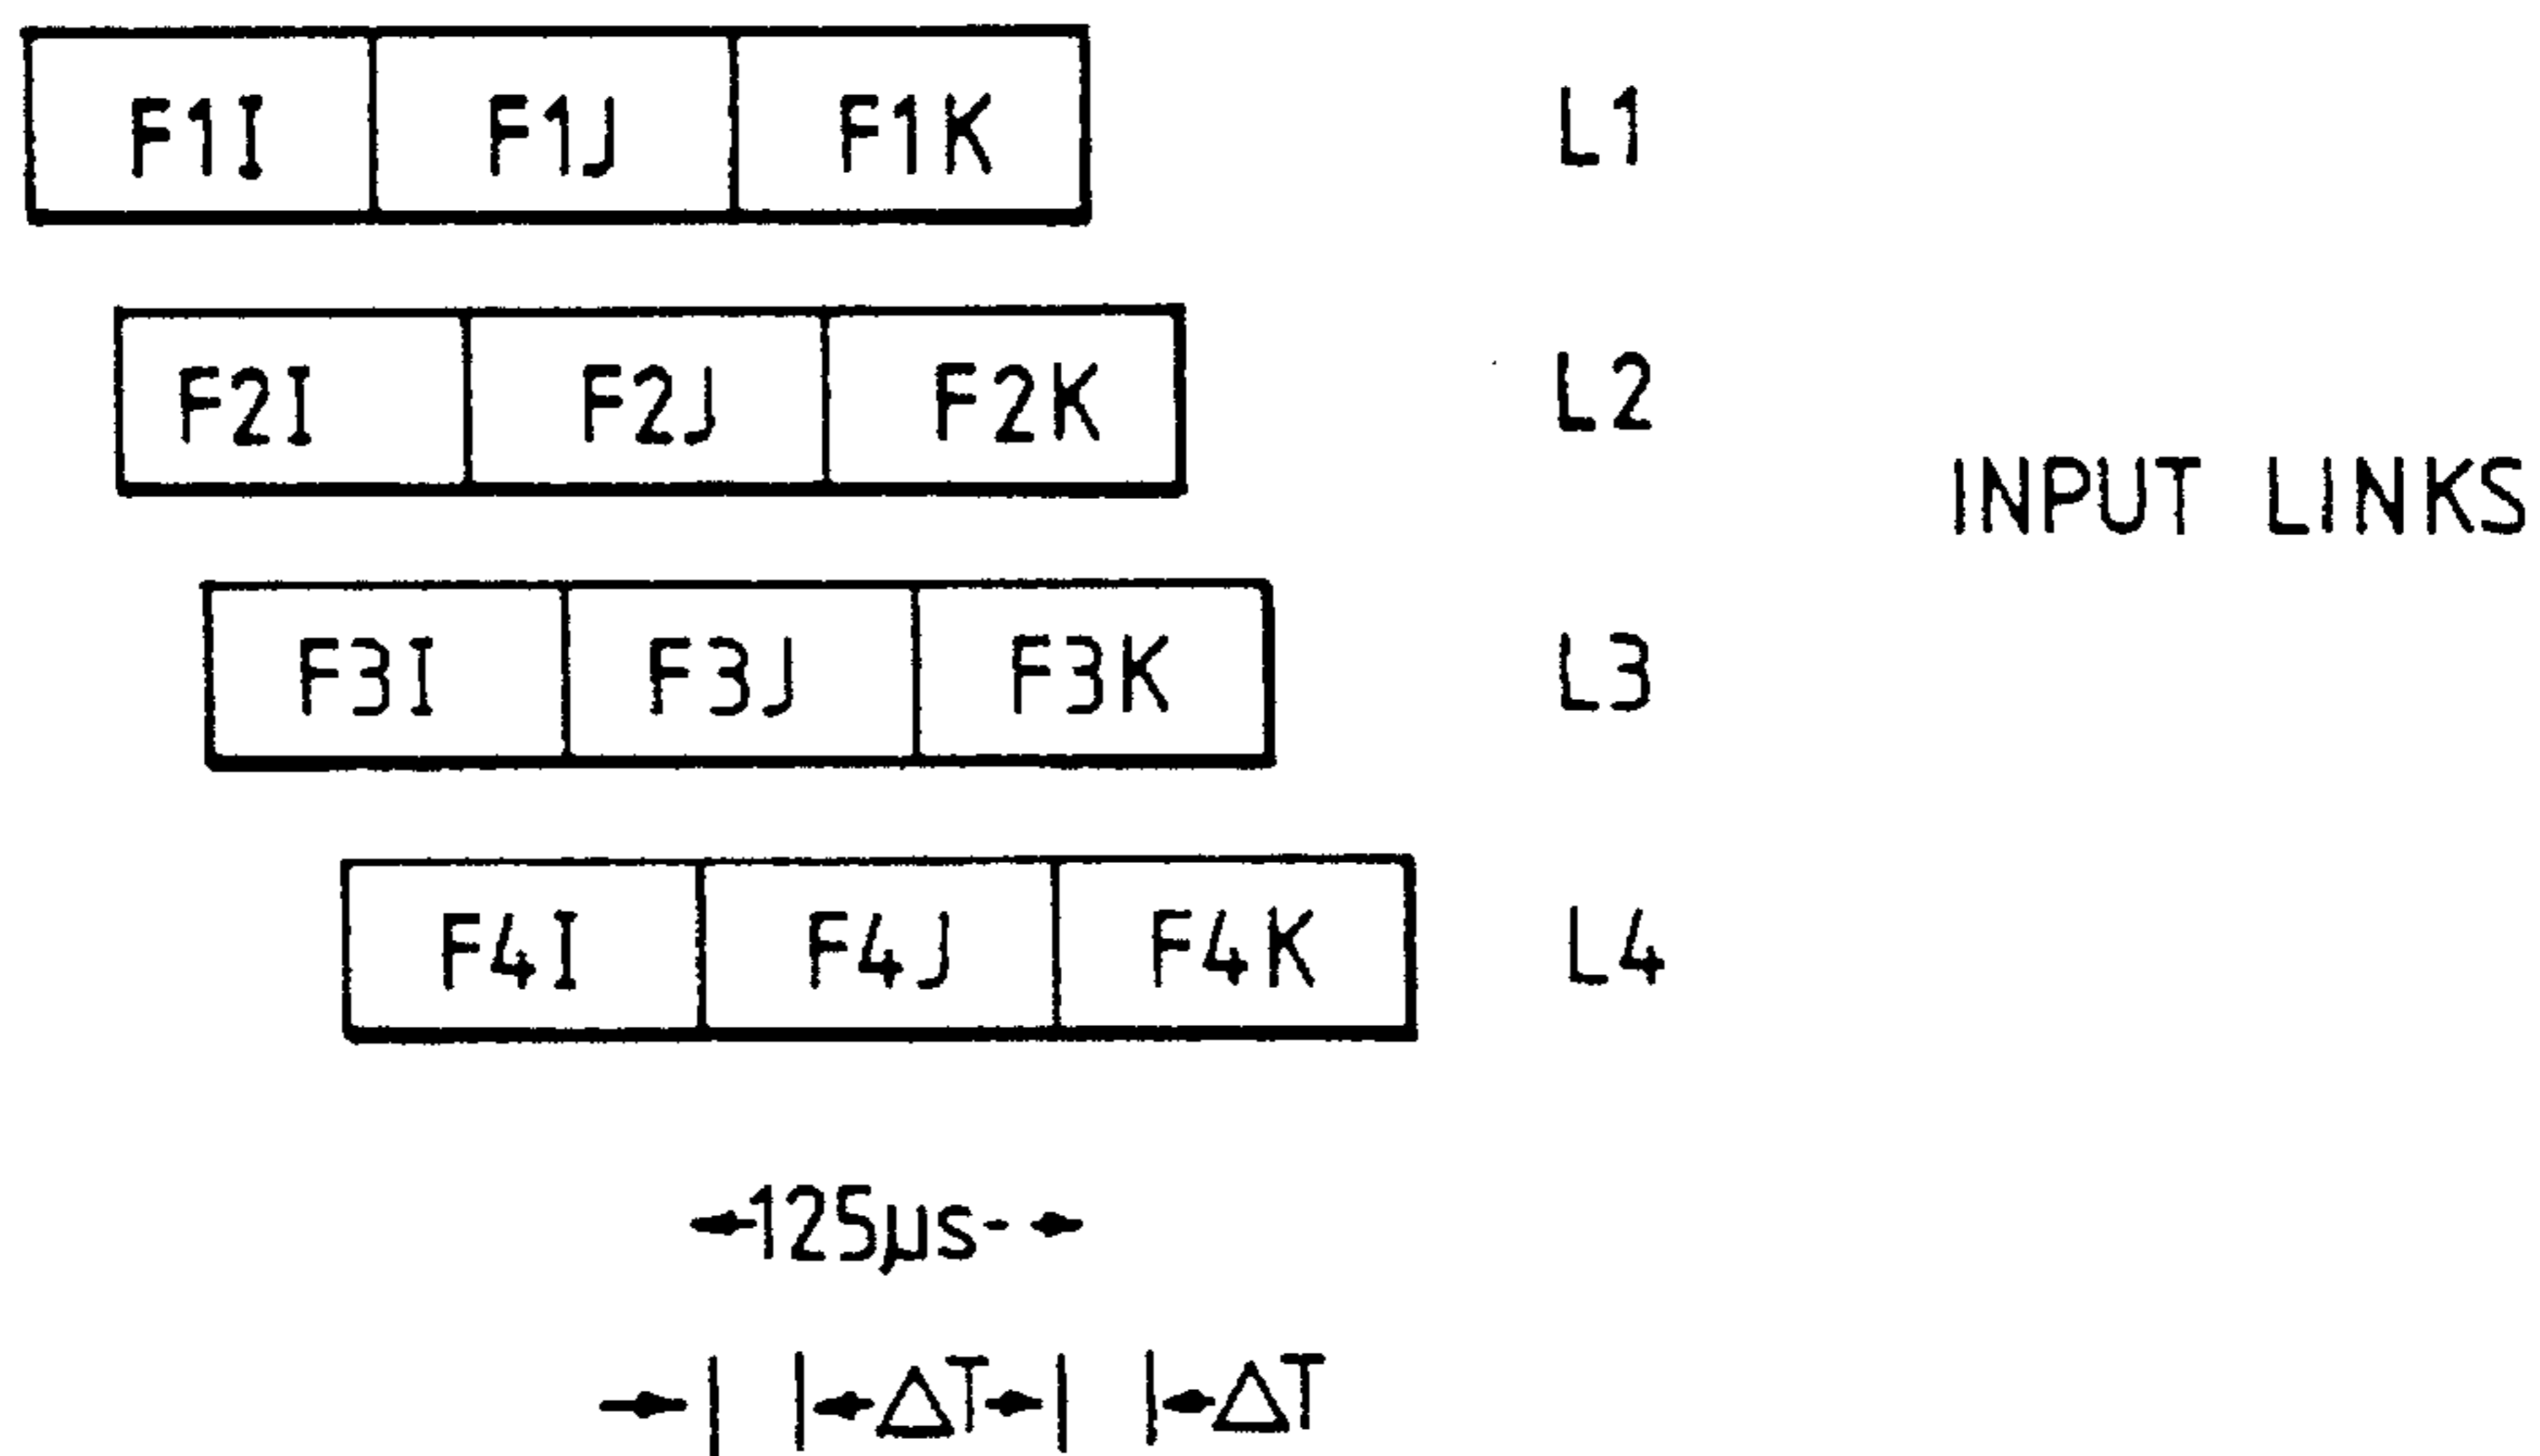 F1I F1J F1K L1
F2I F2J F2K L2
INPUT LINKS
F3I F3J F3K L3
F4I F4J F4K L4
125µs
ΔT ΔT